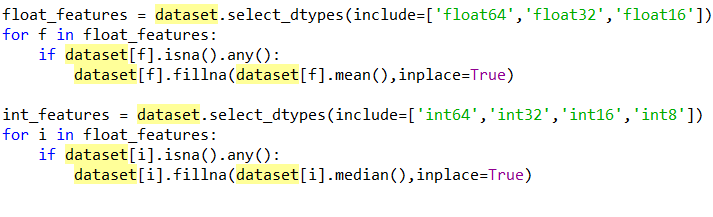 float_features = dataset.select_dtypes(include=['float64','float32','float16'])
for f in float_features:
    if dataset[f].isna().any():
        dataset[f].fillna(dataset[f].mean(),inplace=True)
int_features = dataset.select_dtypes(include=['int64','int32','int16','int8'])
for i in float_features:
    if dataset[i].isna().any():
        dataset[i].fillna(dataset[i].median(),inplace=True)